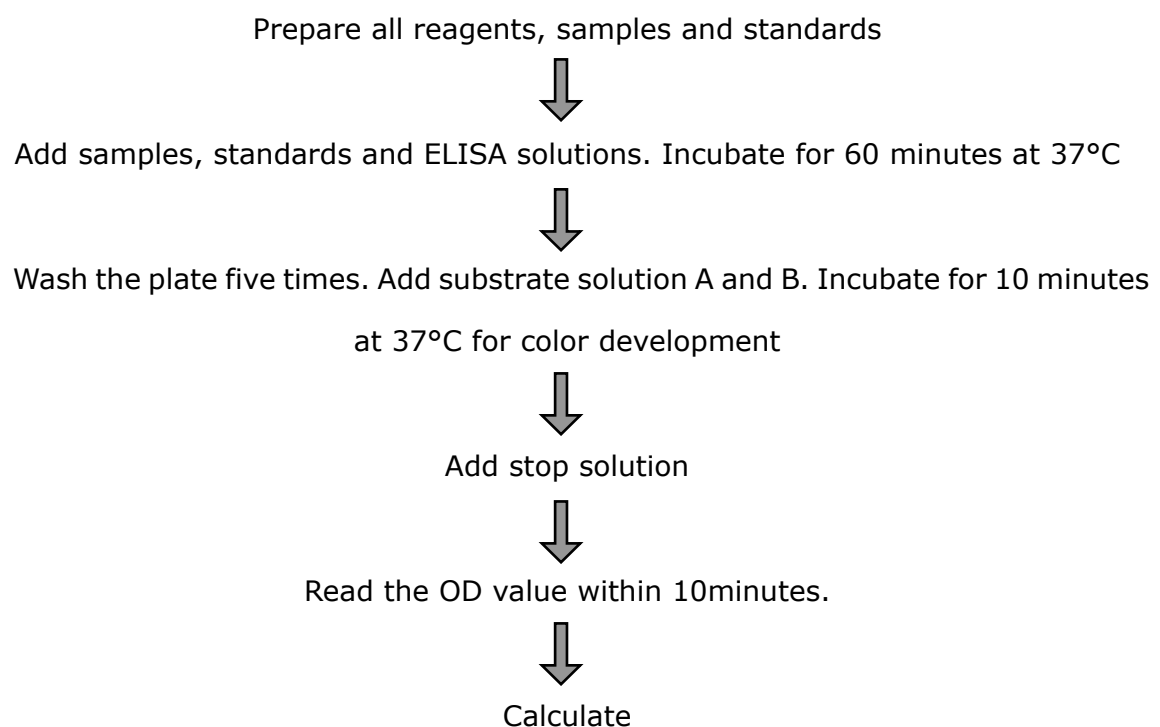 Prepare all reagents, samples and standards
Add samples, standards and ELISA solutions. Incubate for 60 minutes at 37°C
Wash the plate five times. Add substrate solution A and B. Incubate for 10 minutes
at 37°C for color development
Add stop solution
Read the OD value within 10minutes.
Calculate